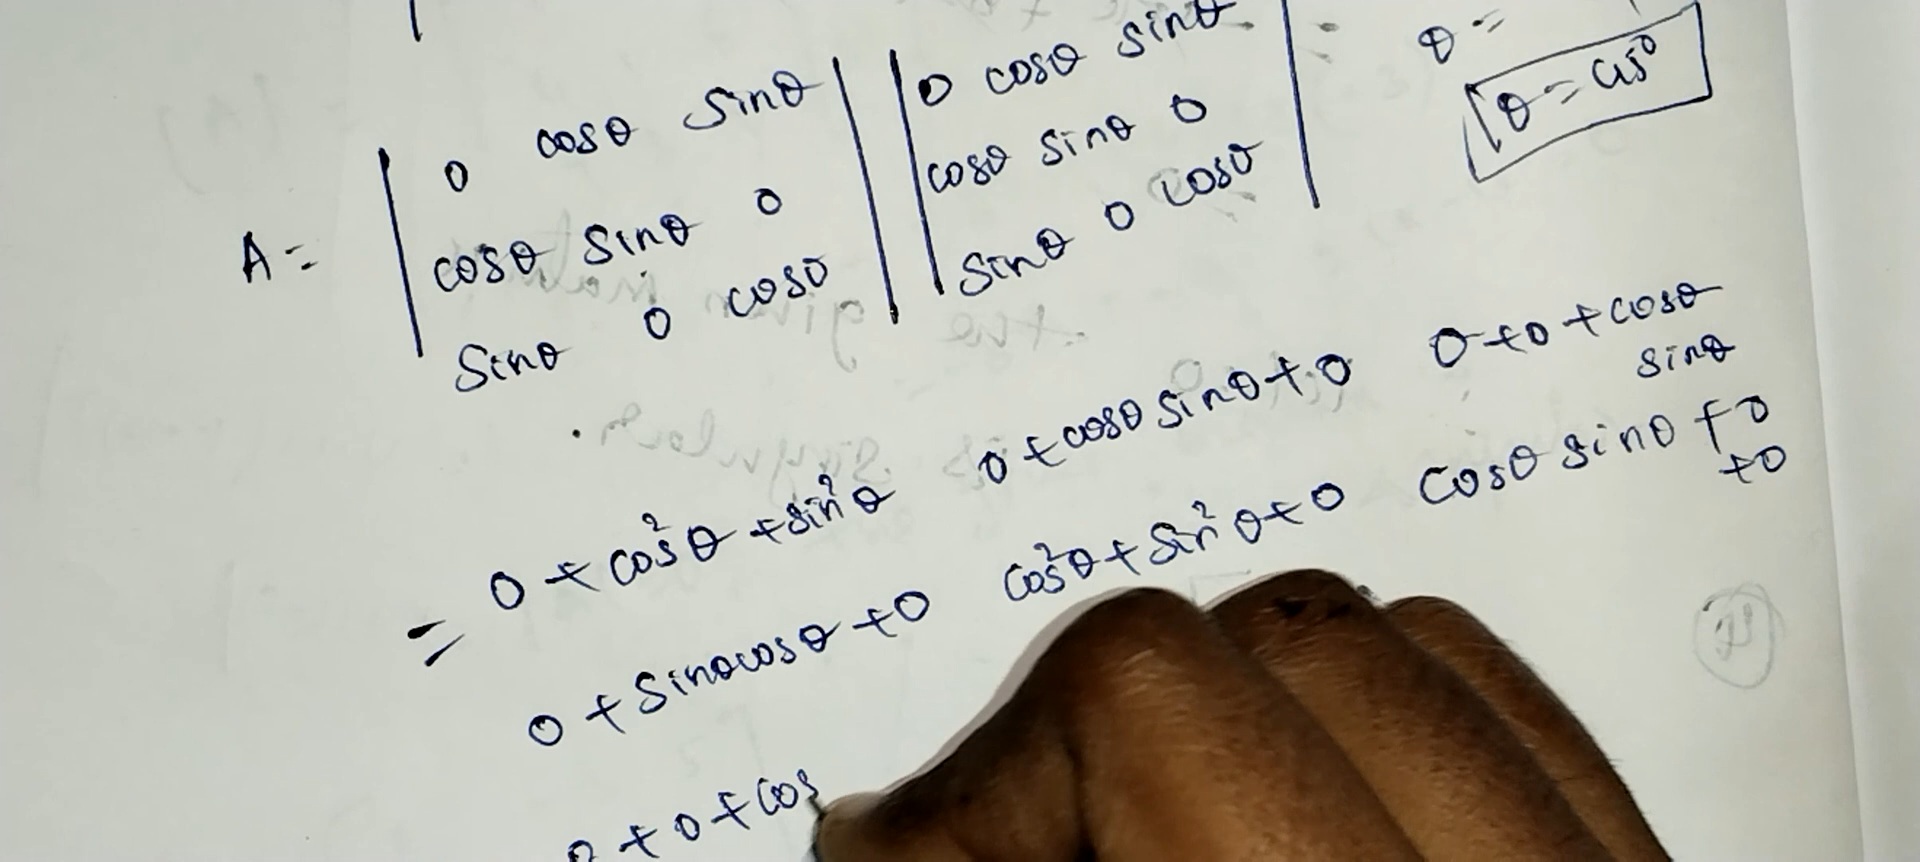 θ =
θ = 45°
A = | 0 cosθ sinθ | | 0 cosθ sinθ |
| cosθ sinθ 0 | | cosθ sinθ 0 |
| sinθ 0 cosθ | | sinθ 0 cosθ |
= 0 + cos²θ + sin²θ 0 + cosθ sinθ + 0 0 + 0 + cosθ sinθ
0 + sinθcosθ + 0 cos²θ + sin²θ + 0 cosθ sinθ + 0 + 0
0 + 0 + cos